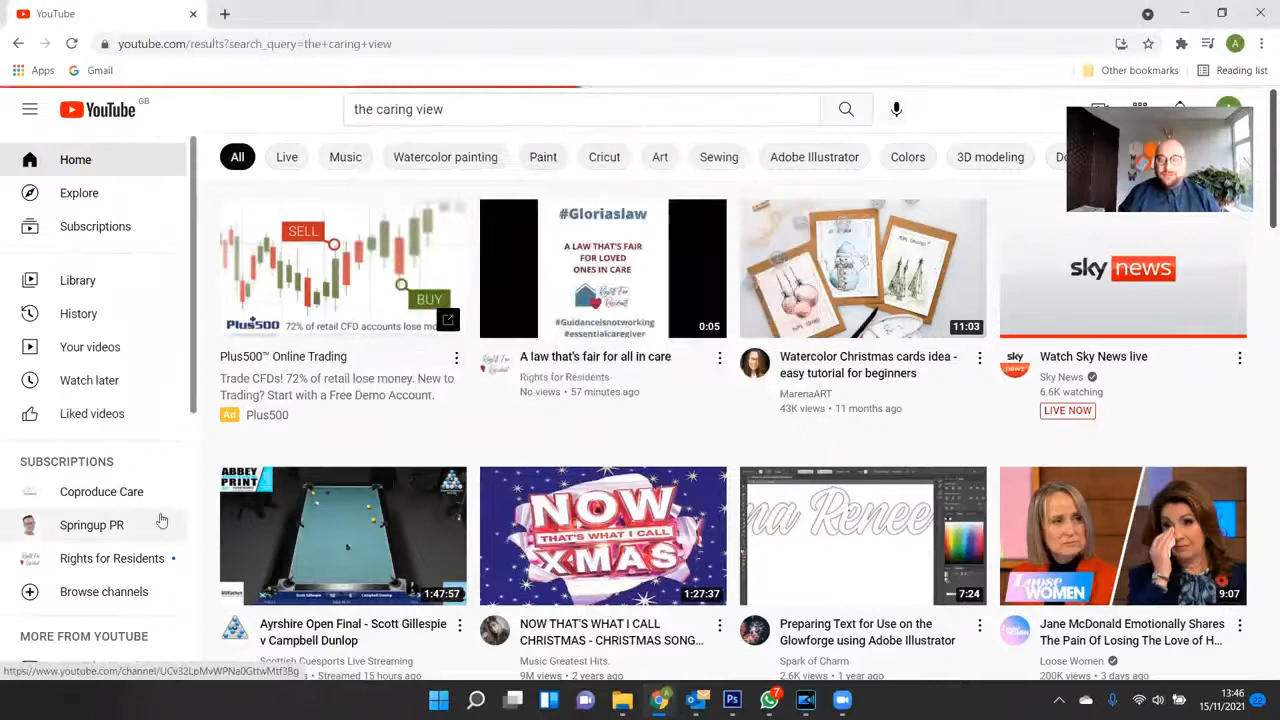 YouTube
youtube.com/results?search_query=the+caring+view
A
Apps
Gmail
Other bookmarks
Reading list
YouTube GB
the caring view
Home
Explore
Subscriptions
Library
History
Your videos
Watch later
Liked videos
SUBSCRIPTIONS
Coproduce Care
Springup PR
Rights for Residents
Browse channels
MORE FROM YOUTUBE
All
Live
Music
Watercolor painting
Paint
Cricut
Art
Sewing
Adobe Illustrator
Colors
3D modeling
SELL
BUY
Plus500 72% of retail CFD accounts lose mo
Plus500™ Online Trading
Trade CFDs! 72% of retail lose money. New to
Trading? Start with a Free Demo Account.
Ad Plus500
#Gloriaslaw
A LAW THAT'S FAIR
FOR LOVED
ONES IN CARE
Right For
Residents
#Guidanceisnotworking
#essentialcaregiver
0:05
A law that's fair for all in care
Rights for Residents
No views • 57 minutes ago
11:03
Watercolor Christmas cards idea -
easy tutorial for beginners
MarenaART
43K views • 11 months ago
sky news
sky
news
Watch Sky News live
Sky News
6.6K watching
LIVE NOW
ABBEY
PRINT
1:47:57
Ayrshire Open Final - Scott Gillespie
v Campbell Dunlop
Scottish Cuesports Live Streaming
Streamed 15 hours ago
NOW
THAT'S WHAT I CALL
XMAS
1:27:37
NOW THAT'S WHAT I CALL
CHRISTMAS - CHRISTMAS SONG...
Music Greatest Hits.
9M views • 2 years ago
na Renee
7:24
Preparing Text for Use on the
Glowforge using Adobe Illustrator
Spark of Charm
2.6K views • 1 year ago
LOOSE
WOMEN
9:07
Jane McDonald Emotionally Shares
The Pain Of Losing The Love of H...
Loose Women
200K views • 3 days ago
https://www.youtube.com/channel/UCv32LpMvWPNa0GttwMtf3Bg
Ps
7
13:46
15/11/2021
22